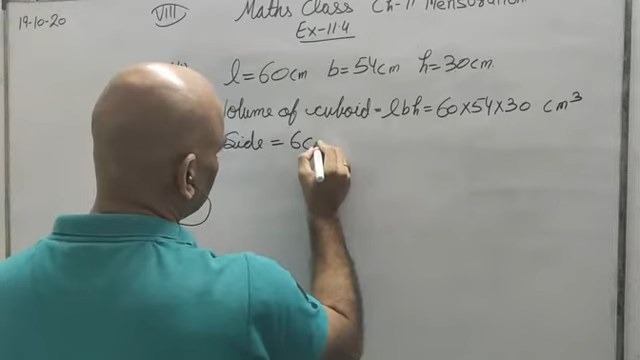 19-10-20 VIII Maths Class Ch-11 Mensuration
Ex-11.4
l=60cm b=54cm h=30cm
Volume of cuboid = lbh = 60×54×30 cm³
Side = 6c